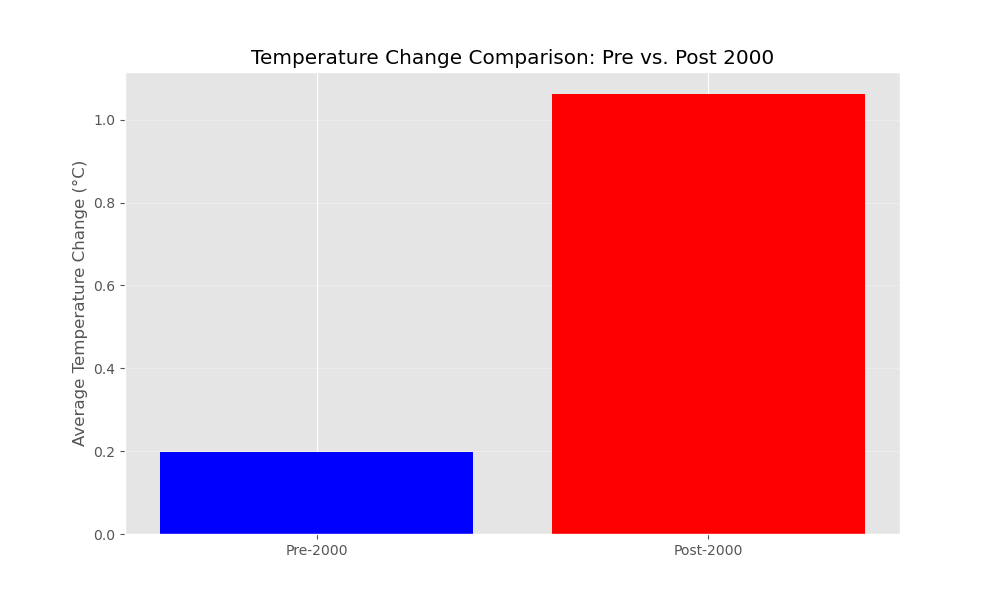 Temperature Change Comparison: Pre vs. Post 2000
Average Temperature Change (°C)
1.0
0.8
0.6
0.4
0.2
0.0
Pre-2000
Post-2000